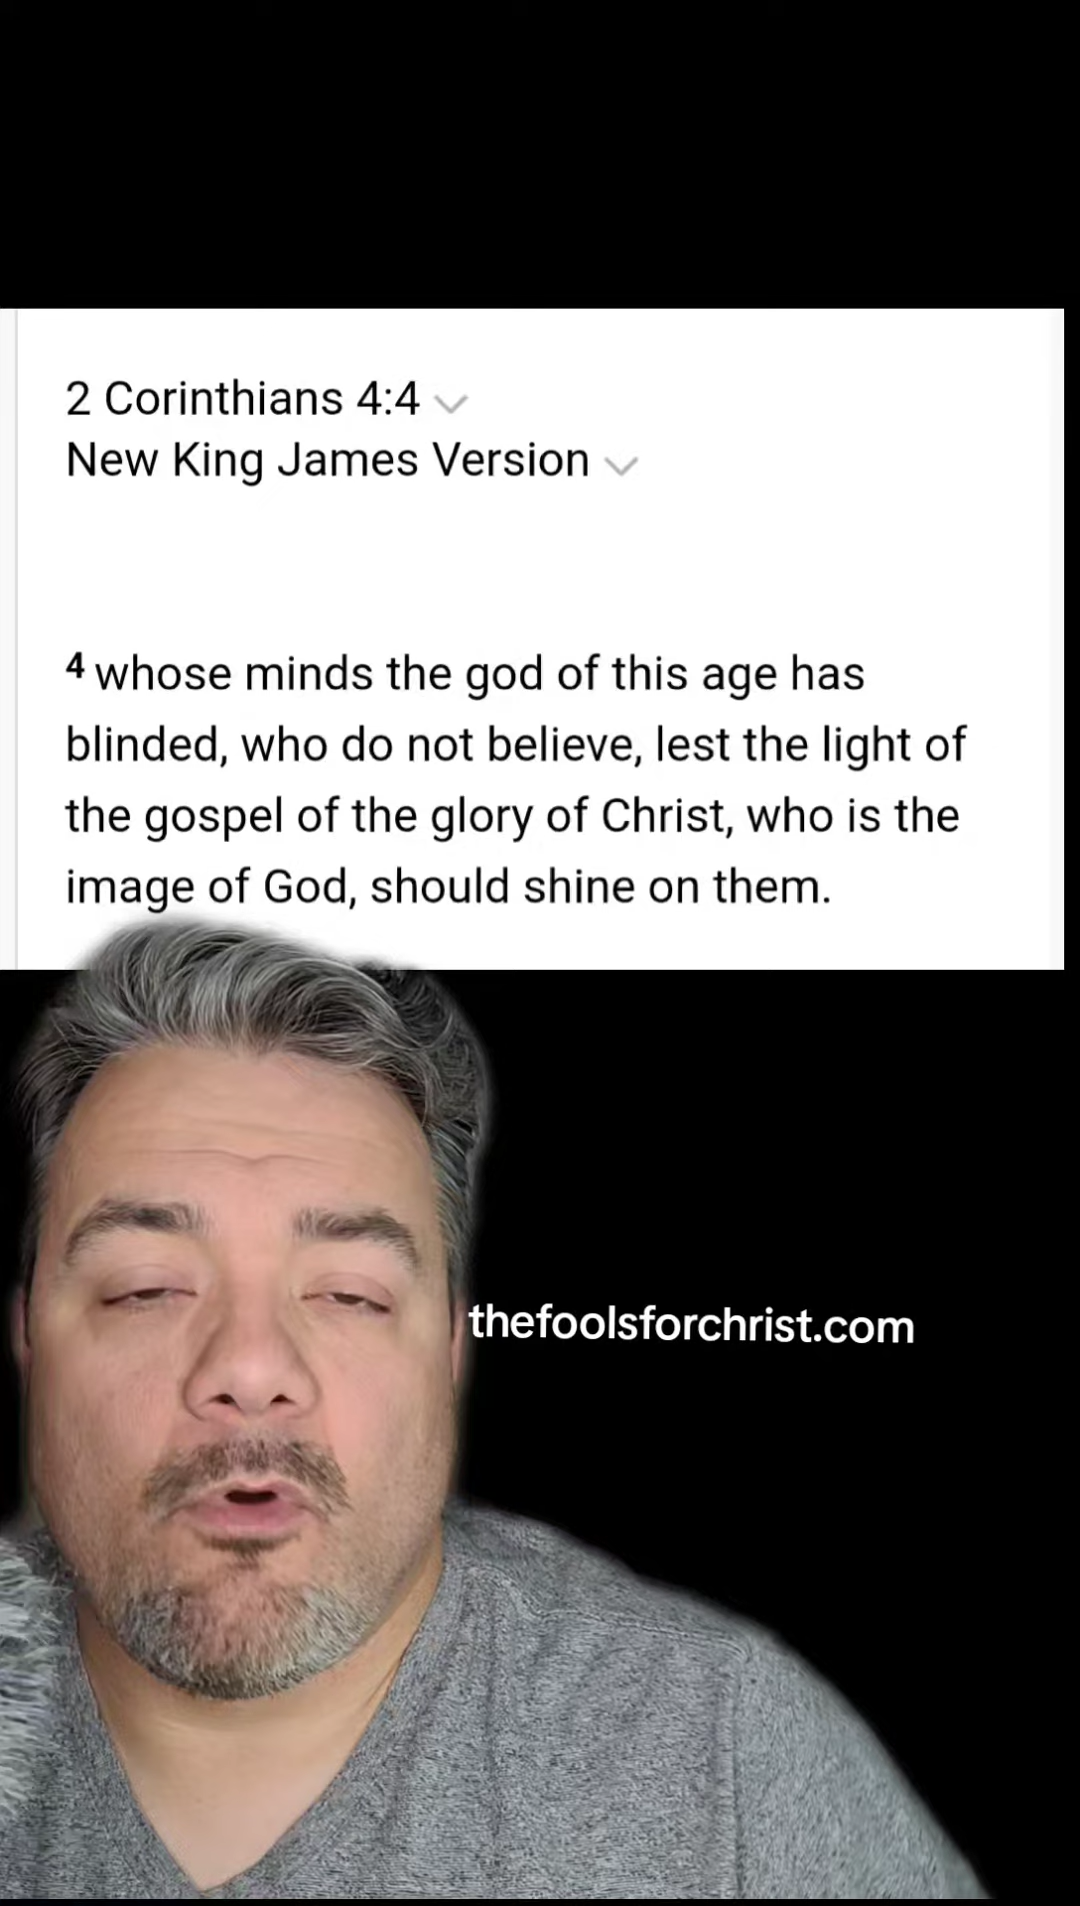 2 Corinthians 4:4
New King James Version
4 whose minds the god of this age has
blinded, who do not believe, lest the light of
the gospel of the glory of Christ, who is the
image of God, should shine on them.
thefoolsforchrist.com